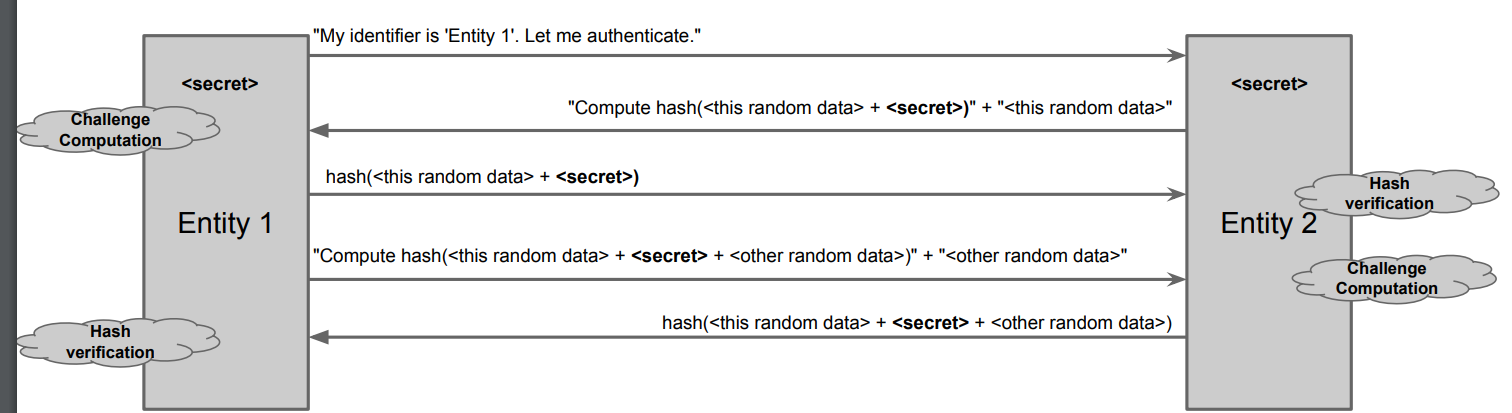 "My identifier is 'Entity 1'. Let me authenticate."
<secret>
<secret>
"Compute hash(<this random data> + <secret>)" + "<this random data>"
Challenge
Computation
hash(<this random data> + <secret>)
Hash
verification
Entity 1
Entity 2
"Compute hash(<this random data> + <secret> + <other random data>)" + "<other random data>"
Challenge
Computation
hash(<this random data> + <secret> + <other random data>)
Hash
verification